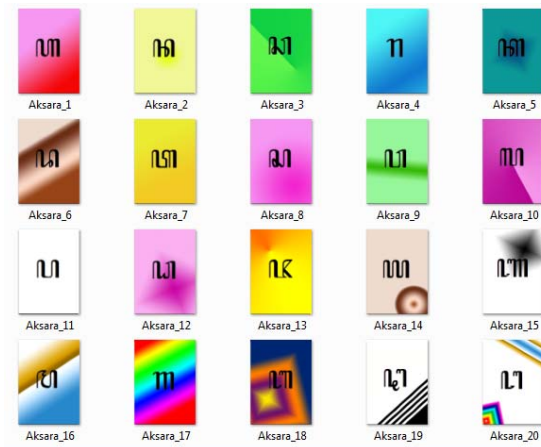 ꦲ ꦤ ꦕ ꦫ ꦏ
Aksara_1 Aksara_2 Aksara_3 Aksara_4 Aksara_5
ꦢ ꦠ ꦱ ꦮ ꦭ
Aksara_6 Aksara_7 Aksara_8 Aksara_9 Aksara_10
ꦥ ꦝ ꦗ ꦪ ꦚ
Aksara_11 Aksara_12 Aksara_13 Aksara_14 Aksara_15
ꦩ ꦒ ꦧ ꦛ ꦔ
Aksara_16 Aksara_17 Aksara_18 Aksara_19 Aksara_20